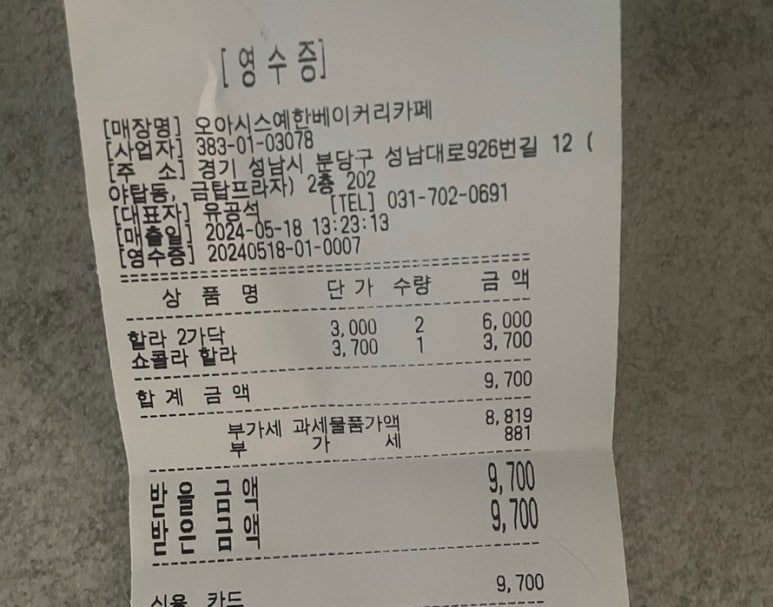 [영수증]
[매장명] 오아시스예한베이커리카페
[사업자] 383-01-03078
[주 소] 경기 성남시 분당구 성남대로926번길 12 (
야탑동, 금탑프라자) 2층 202
[대표자] 유공석 [TEL] 031-702-0691
[매출일] 2024-05-18 13:23:13
[영수증] 20240518-01-0007
상 품 명 단 가 수량 금 액
할라 2가닥 3,000 2 6,000
쇼콜라 할라 3,700 1 3,700
합 계 금 액 9,700
부가세 과세물품가액 8,819
부 가 세 881
받 을 금 액 9,700
받 은 금 액 9,700
신용 카드 9,700